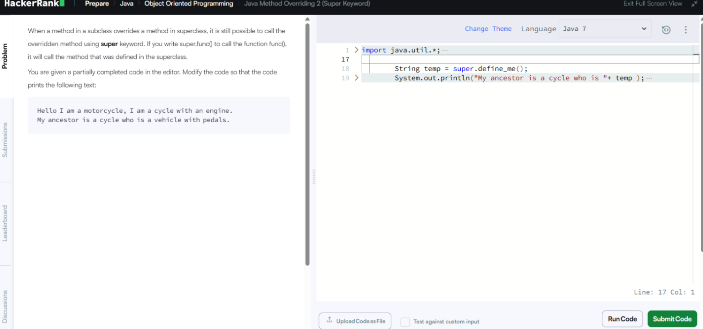 HackerRank
Prepare
Java
Object Oriented Programming
Java Method Overriding 2 (Super Keyword)
Exit Full Screen View
Problem
Submissions
Leaderboard
Discussions
When a method in a subclass overrides a method in superclass, it is still possible to call the
overridden method using super keyword. If you write super.func() to call the function func(),
it will call the method that was defined in the superclass.
You are given a partially completed code in the editor. Modify the code so that the code
prints the following text:
Hello I am a motorcycle, I am a cycle with an engine.
My ancestor is a cycle who is a vehicle with pedals.
Change Theme Language Java 7
1 import java.util.*;
17
18 String temp = super.define_me();
19 System.out.println("My ancestor is a cycle who is "+ temp );
Line: 17 Col: 1
Upload Code as File
Test against custom input
Run Code
Submit Code